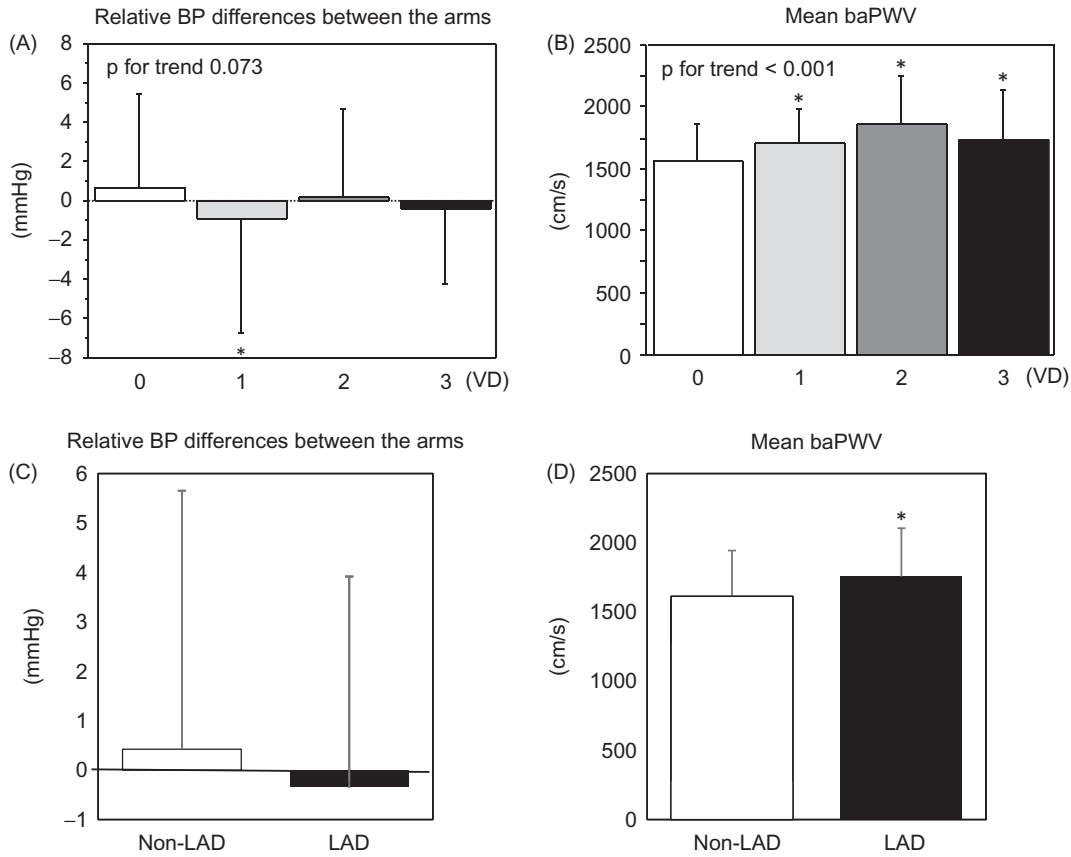 Relative BP differences between the arms
(A)
p for trend 0.073
(mmHg)
8
6
4
2
0
–2
–4
–6
–8
*
0 1 2 3 (VD)
Mean baPWV
(B)
p for trend < 0.001
(cm/s)
2500
2000
1500
1000
500
0
* * *
0 1 2 3 (VD)
Relative BP differences between the arms
(C)
(mmHg)
6
5
4
3
2
1
0
–1
Non-LAD LAD
Mean baPWV
(D)
(cm/s)
2500
2000
1500
1000
500
0
*
Non-LAD LAD